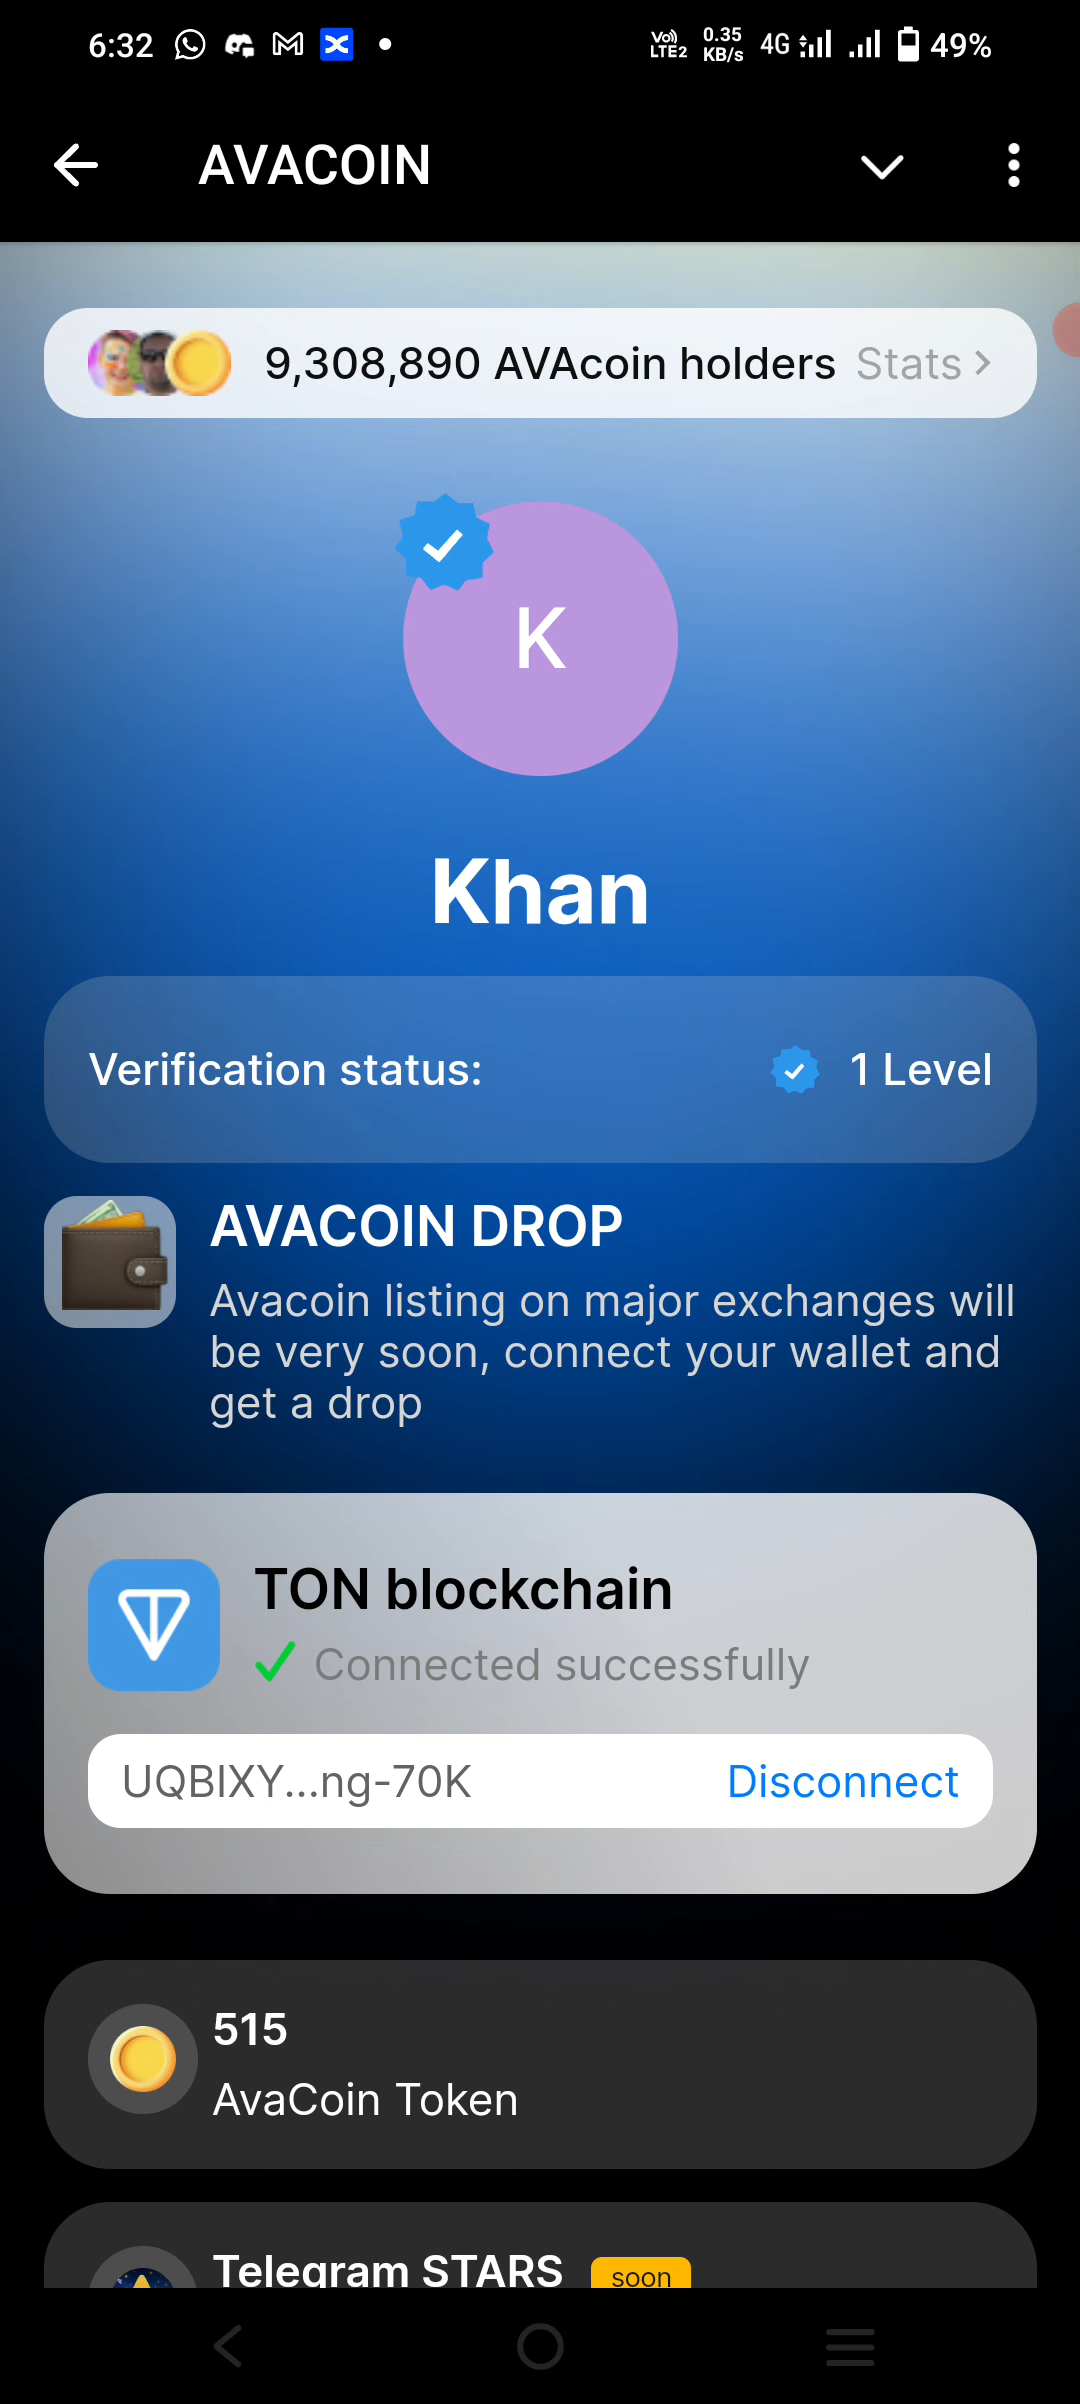 6:32
Vo)) LTE2 0.35 KB/s 4G 49%
AVACOIN
9,308,890 AVAcoin holders Stats
K
Khan
Verification status: 1 Level
AVACOIN DROP
Avacoin listing on major exchanges will
be very soon, connect your wallet and
get a drop
TON blockchain
Connected successfully
UQBIXY...ng-70K Disconnect
515
AvaCoin Token
Telegram STARS soon